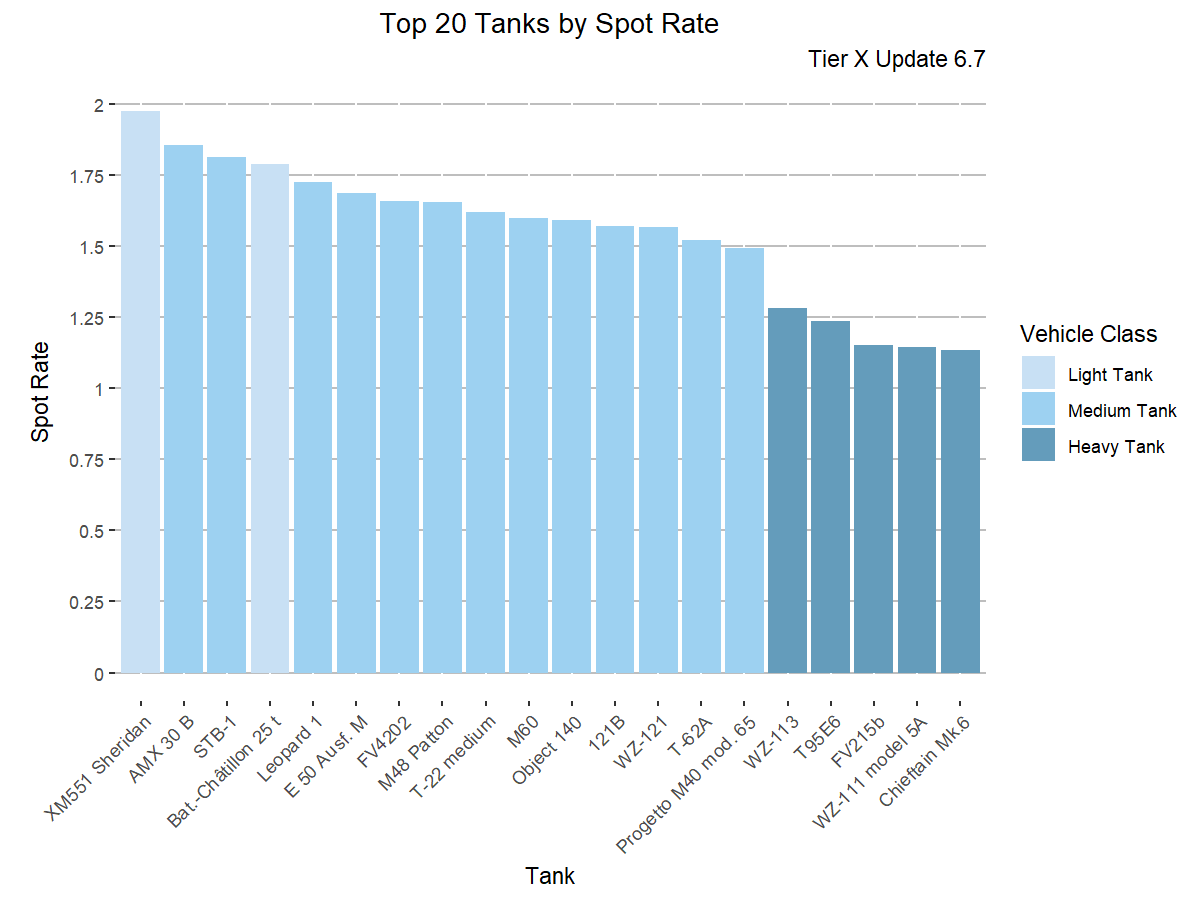 Top 20 Tanks by Spot Rate
Tier X Update 6.7
2
1.75
1.5
1.25
1
0.75
0.5
0.25
0
Spot Rate
XM551 Sheridan
AMX 30 B
STB-1
Bat.-Châtillon 25 t
Leopard 1
E 50 Ausf. M
FV4202
M48 Patton
T-22 medium
M60
Object 140
121B
WZ-121
T-62A
Progetto M40 mod. 65
WZ-113
T95E6
FV215b
WZ-111 model 5A
Chieftain Mk.6
Tank
Vehicle Class
Light Tank
Medium Tank
Heavy Tank